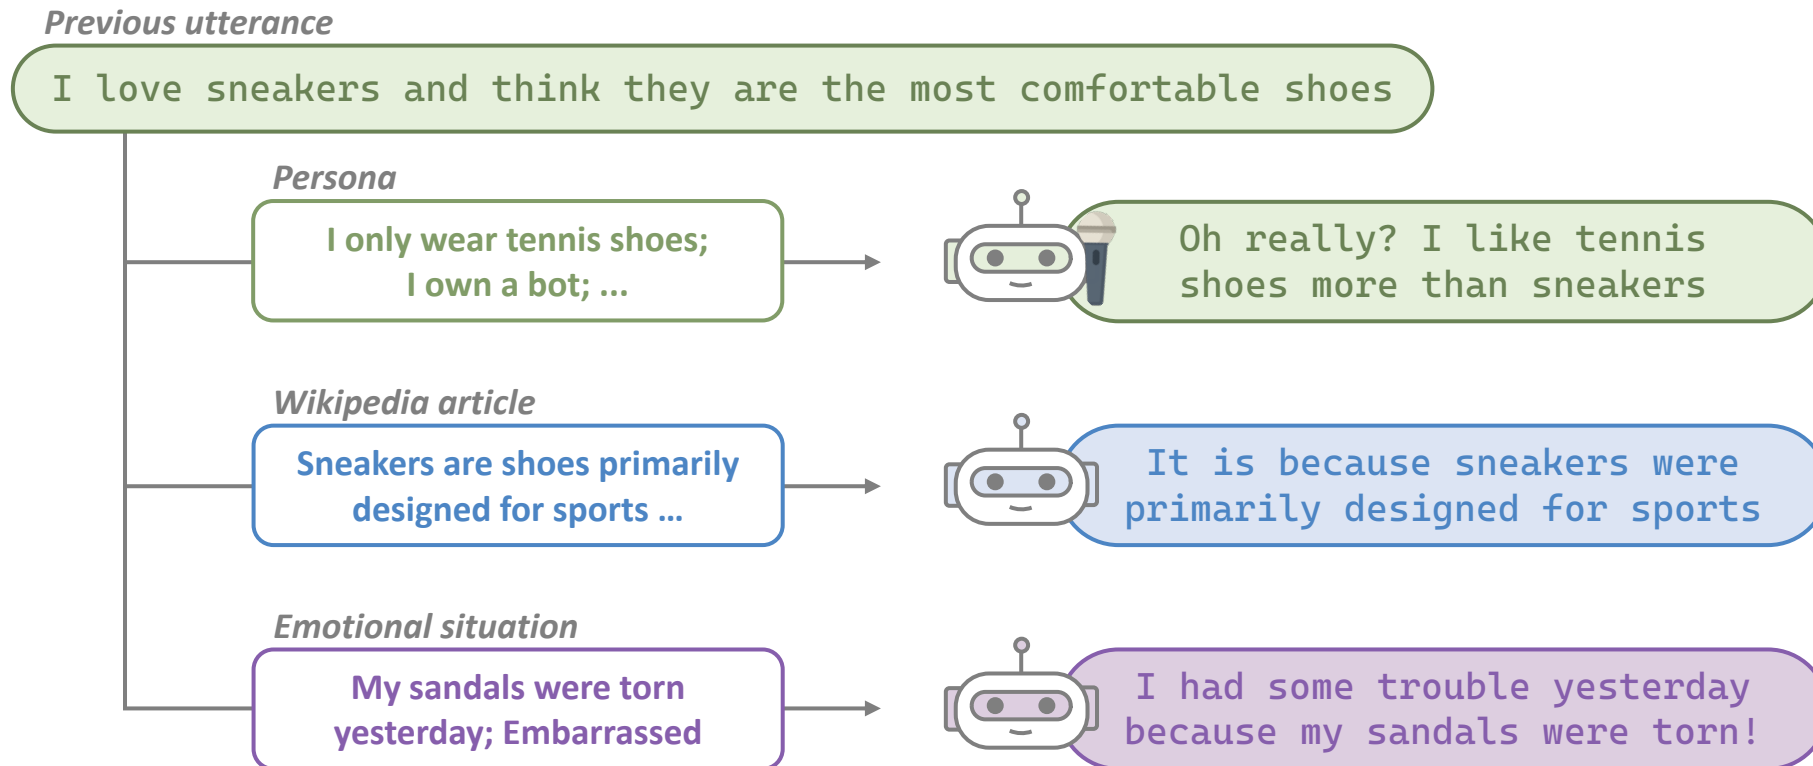 Previous utterance
I love sneakers and think they are the most comfortable shoes
Persona
I only wear tennis shoes;
I own a bot; ...
Oh really? I like tennis
shoes more than sneakers
Wikipedia article
Sneakers are shoes primarily
designed for sports ...
It is because sneakers were
primarily designed for sports
Emotional situation
My sandals were torn
yesterday; Embarrassed
I had some trouble yesterday
because my sandals were torn!